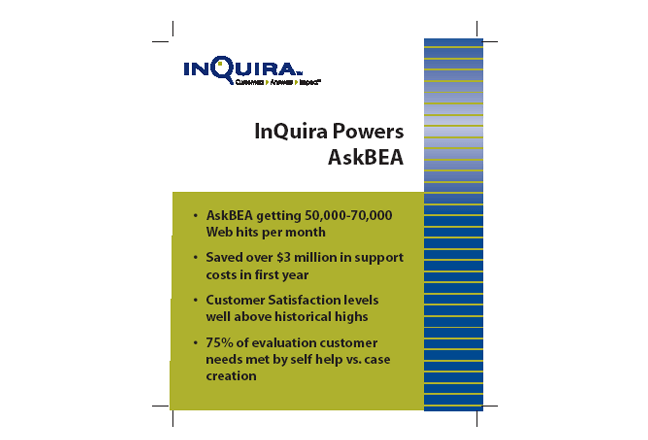 INQUIRA™
Customers Answers Impact™
InQuira Powers
AskBEA
• AskBEA getting 50,000-70,000
Web hits per month
• Saved over $3 million in support
costs in first year
• Customer Satisfaction levels
well above historical highs
• 75% of evaluation customer
needs met by self help vs. case
creation